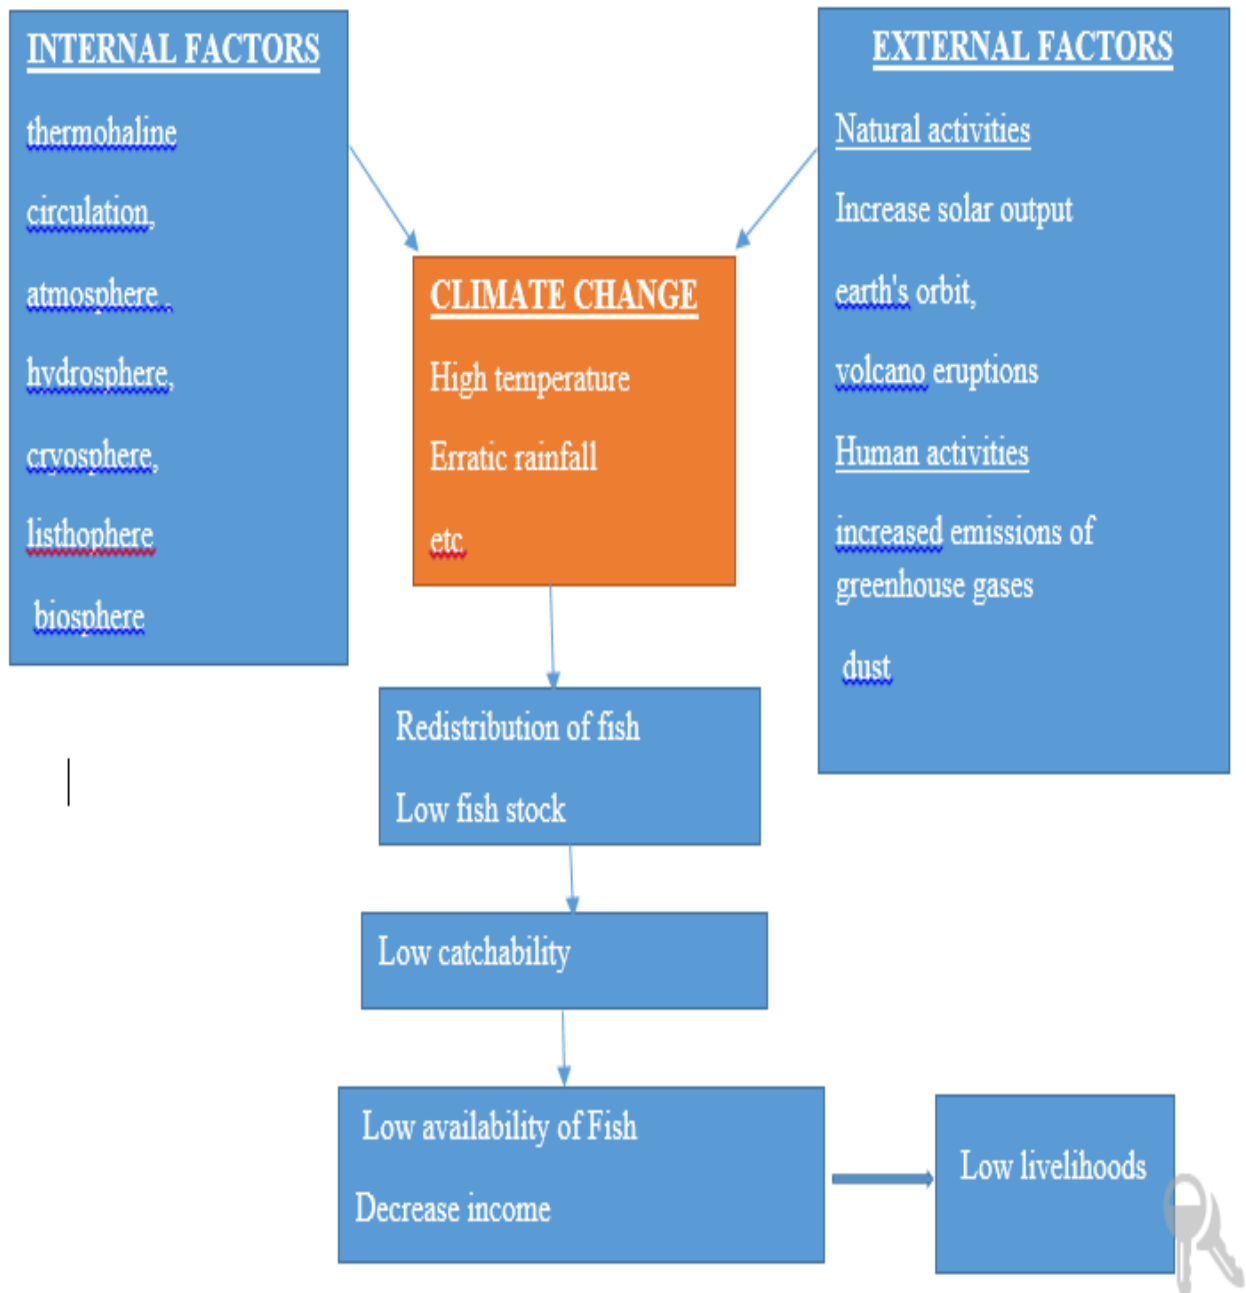 INTERNAL FACTORS
thermohaline
circulation,
atmosphere .
hydrosphere,
cryosphere,
listhophere
biosphere
EXTERNAL FACTORS
Natural activities
Increase solar output
earth's orbit,
volcano eruptions
Human activities
increased emissions of
greenhouse gases
dust
CLIMATE CHANGE
High temperature
Erratic rainfall
etc
Redistribution of fish
Low fish stock
Low catchability
Low availability of Fish
Decrease income
Low livelihoods